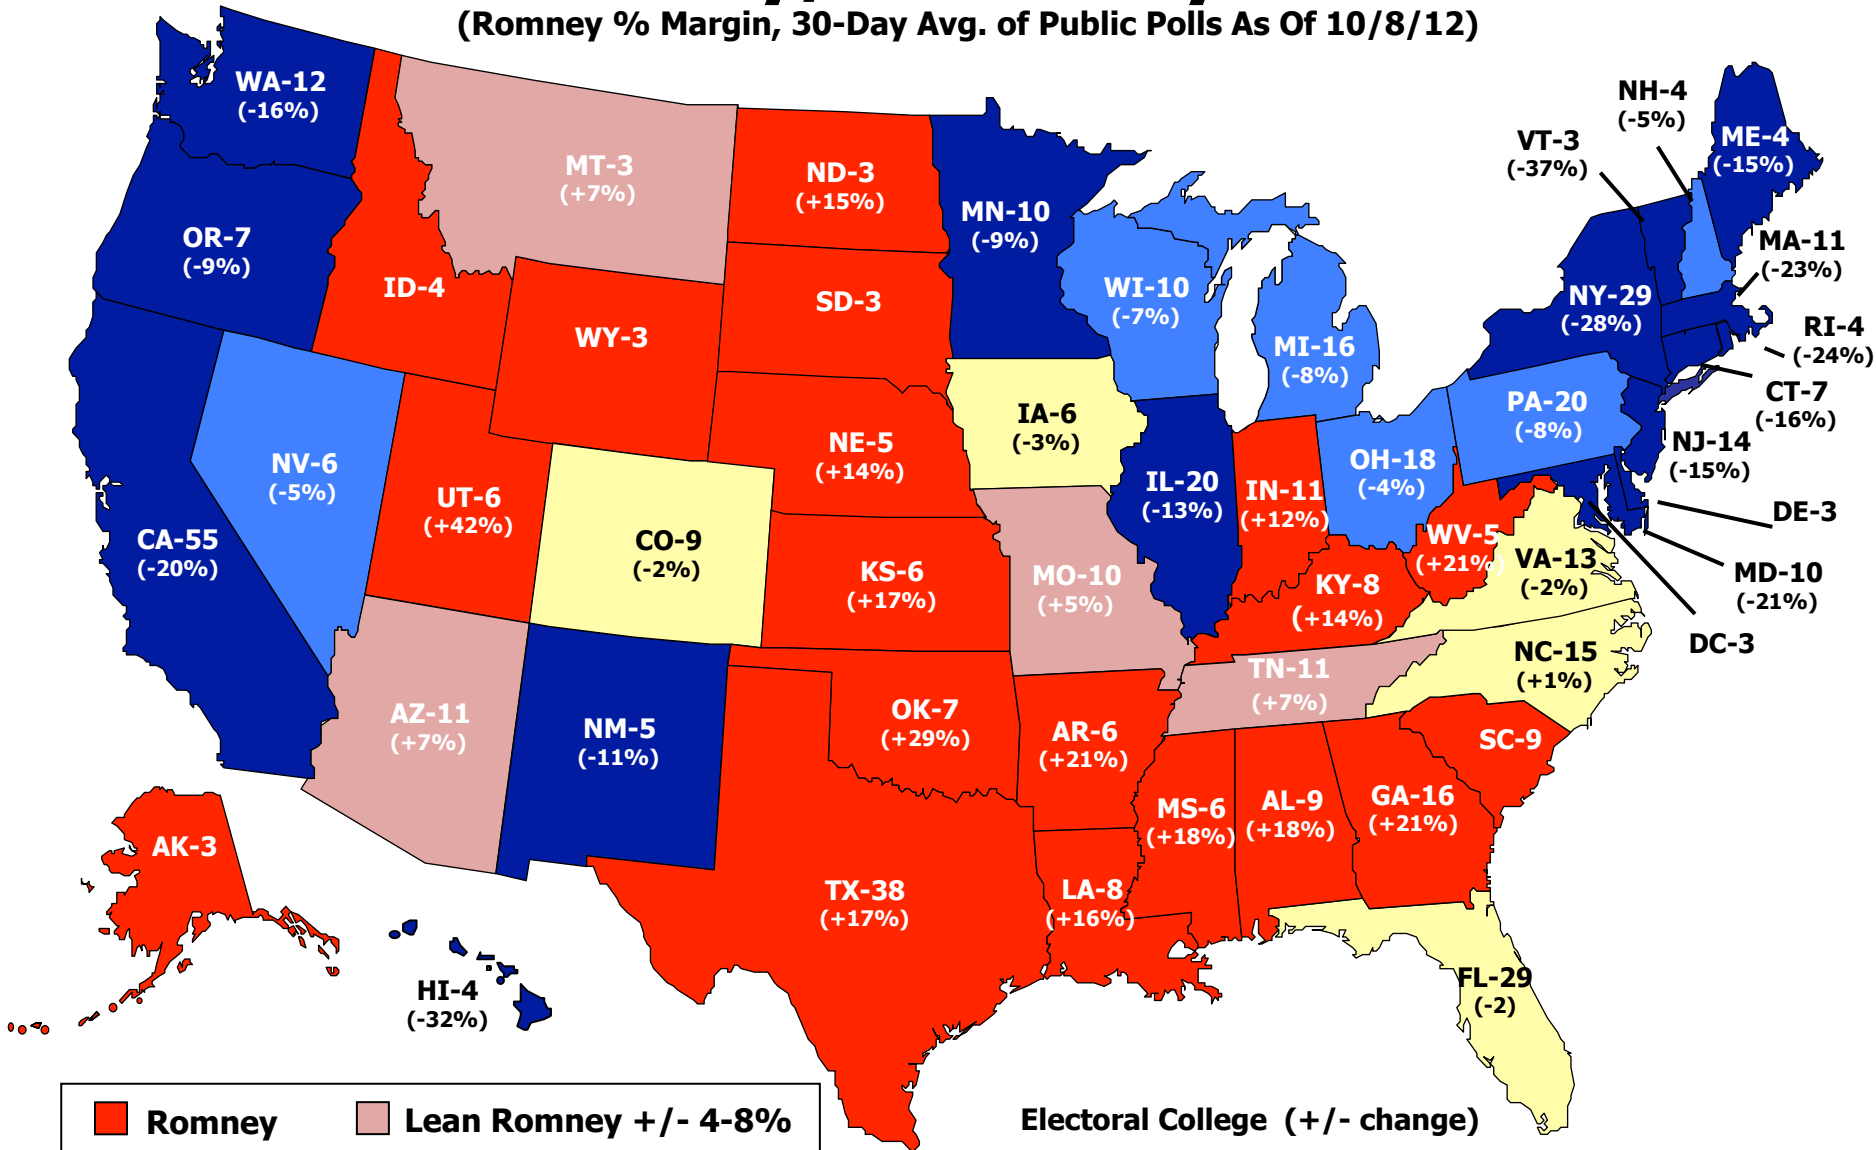 (Romney % Margin, 30-Day Avg. of Public Polls As Of 10/8/12)
WA-12
(-16%)
OR-7
(-9%)
CA-55
(-20%)
NV-6
(-5%)
ID-4
MT-3
(+7%)
WY-3
UT-6
(+42%)
CO-9
(-2%)
AZ-11
(+7%)
NM-5
(-11%)
ND-3
(+15%)
SD-3
NE-5
(+14%)
KS-6
(+17%)
OK-7
(+29%)
TX-38
(+17%)
MN-10
(-9%)
IA-6
(-3%)
MO-10
(+5%)
AR-6
(+21%)
LA-8
(+16%)
WI-10
(-7%)
IL-20
(-13%)
MI-16
(-8%)
IN-11
(+12%)
OH-18
(-4%)
KY-8
(+14%)
TN-11
(+7%)
MS-6
(+18%)
AL-9
(+18%)
GA-16
(+21%)
FL-29
(-2)
SC-9
NC-15
(+1%)
VA-13
(-2%)
WV-5
(+21%)
PA-20
(-8%)
NY-29
(-28%)
VT-3
(-37%)
NH-4
(-5%)
ME-4
(-15%)
MA-11
(-23%)
RI-4
(-24%)
CT-7
(-16%)
NJ-14
(-15%)
DE-3
MD-10
(-21%)
DC-3
AK-3
HI-4
(-32%)
Romney
Lean Romney +/- 4-8%
Electoral College (+/- change)